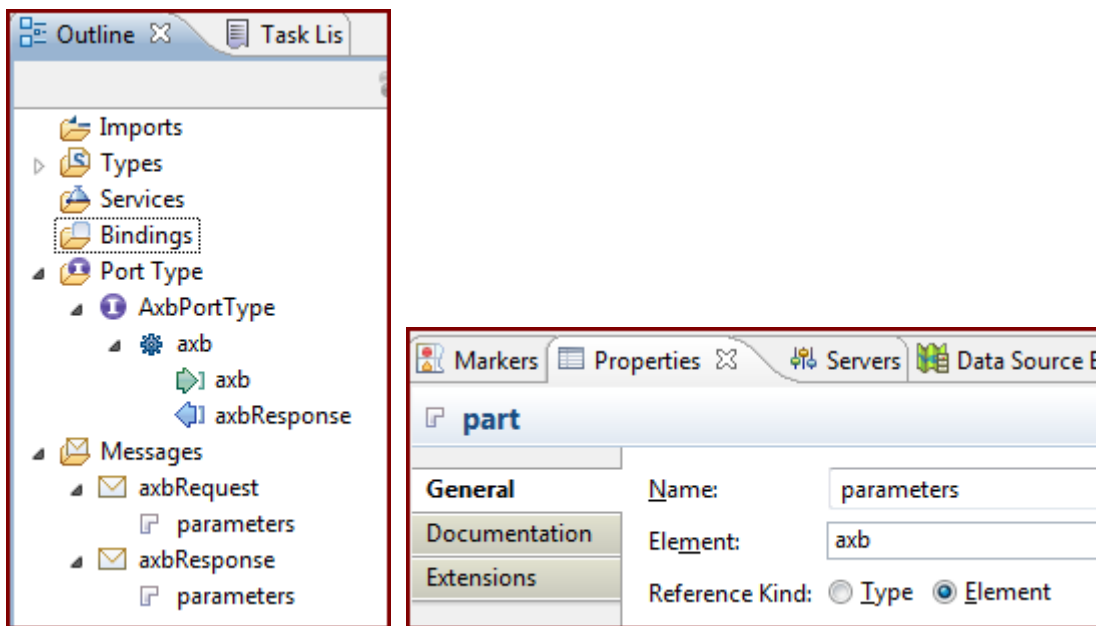 Outline Task Lis
Imports
Types
Services
Bindings
Port Type
AxbPortType
axb
axb
axbResponse
Messages
axbRequest
parameters
axbResponse
parameters
Markers Properties Servers Data Source E
part
General
Documentation
Extensions
Name: parameters
Element: axb
Reference Kind: Type Element